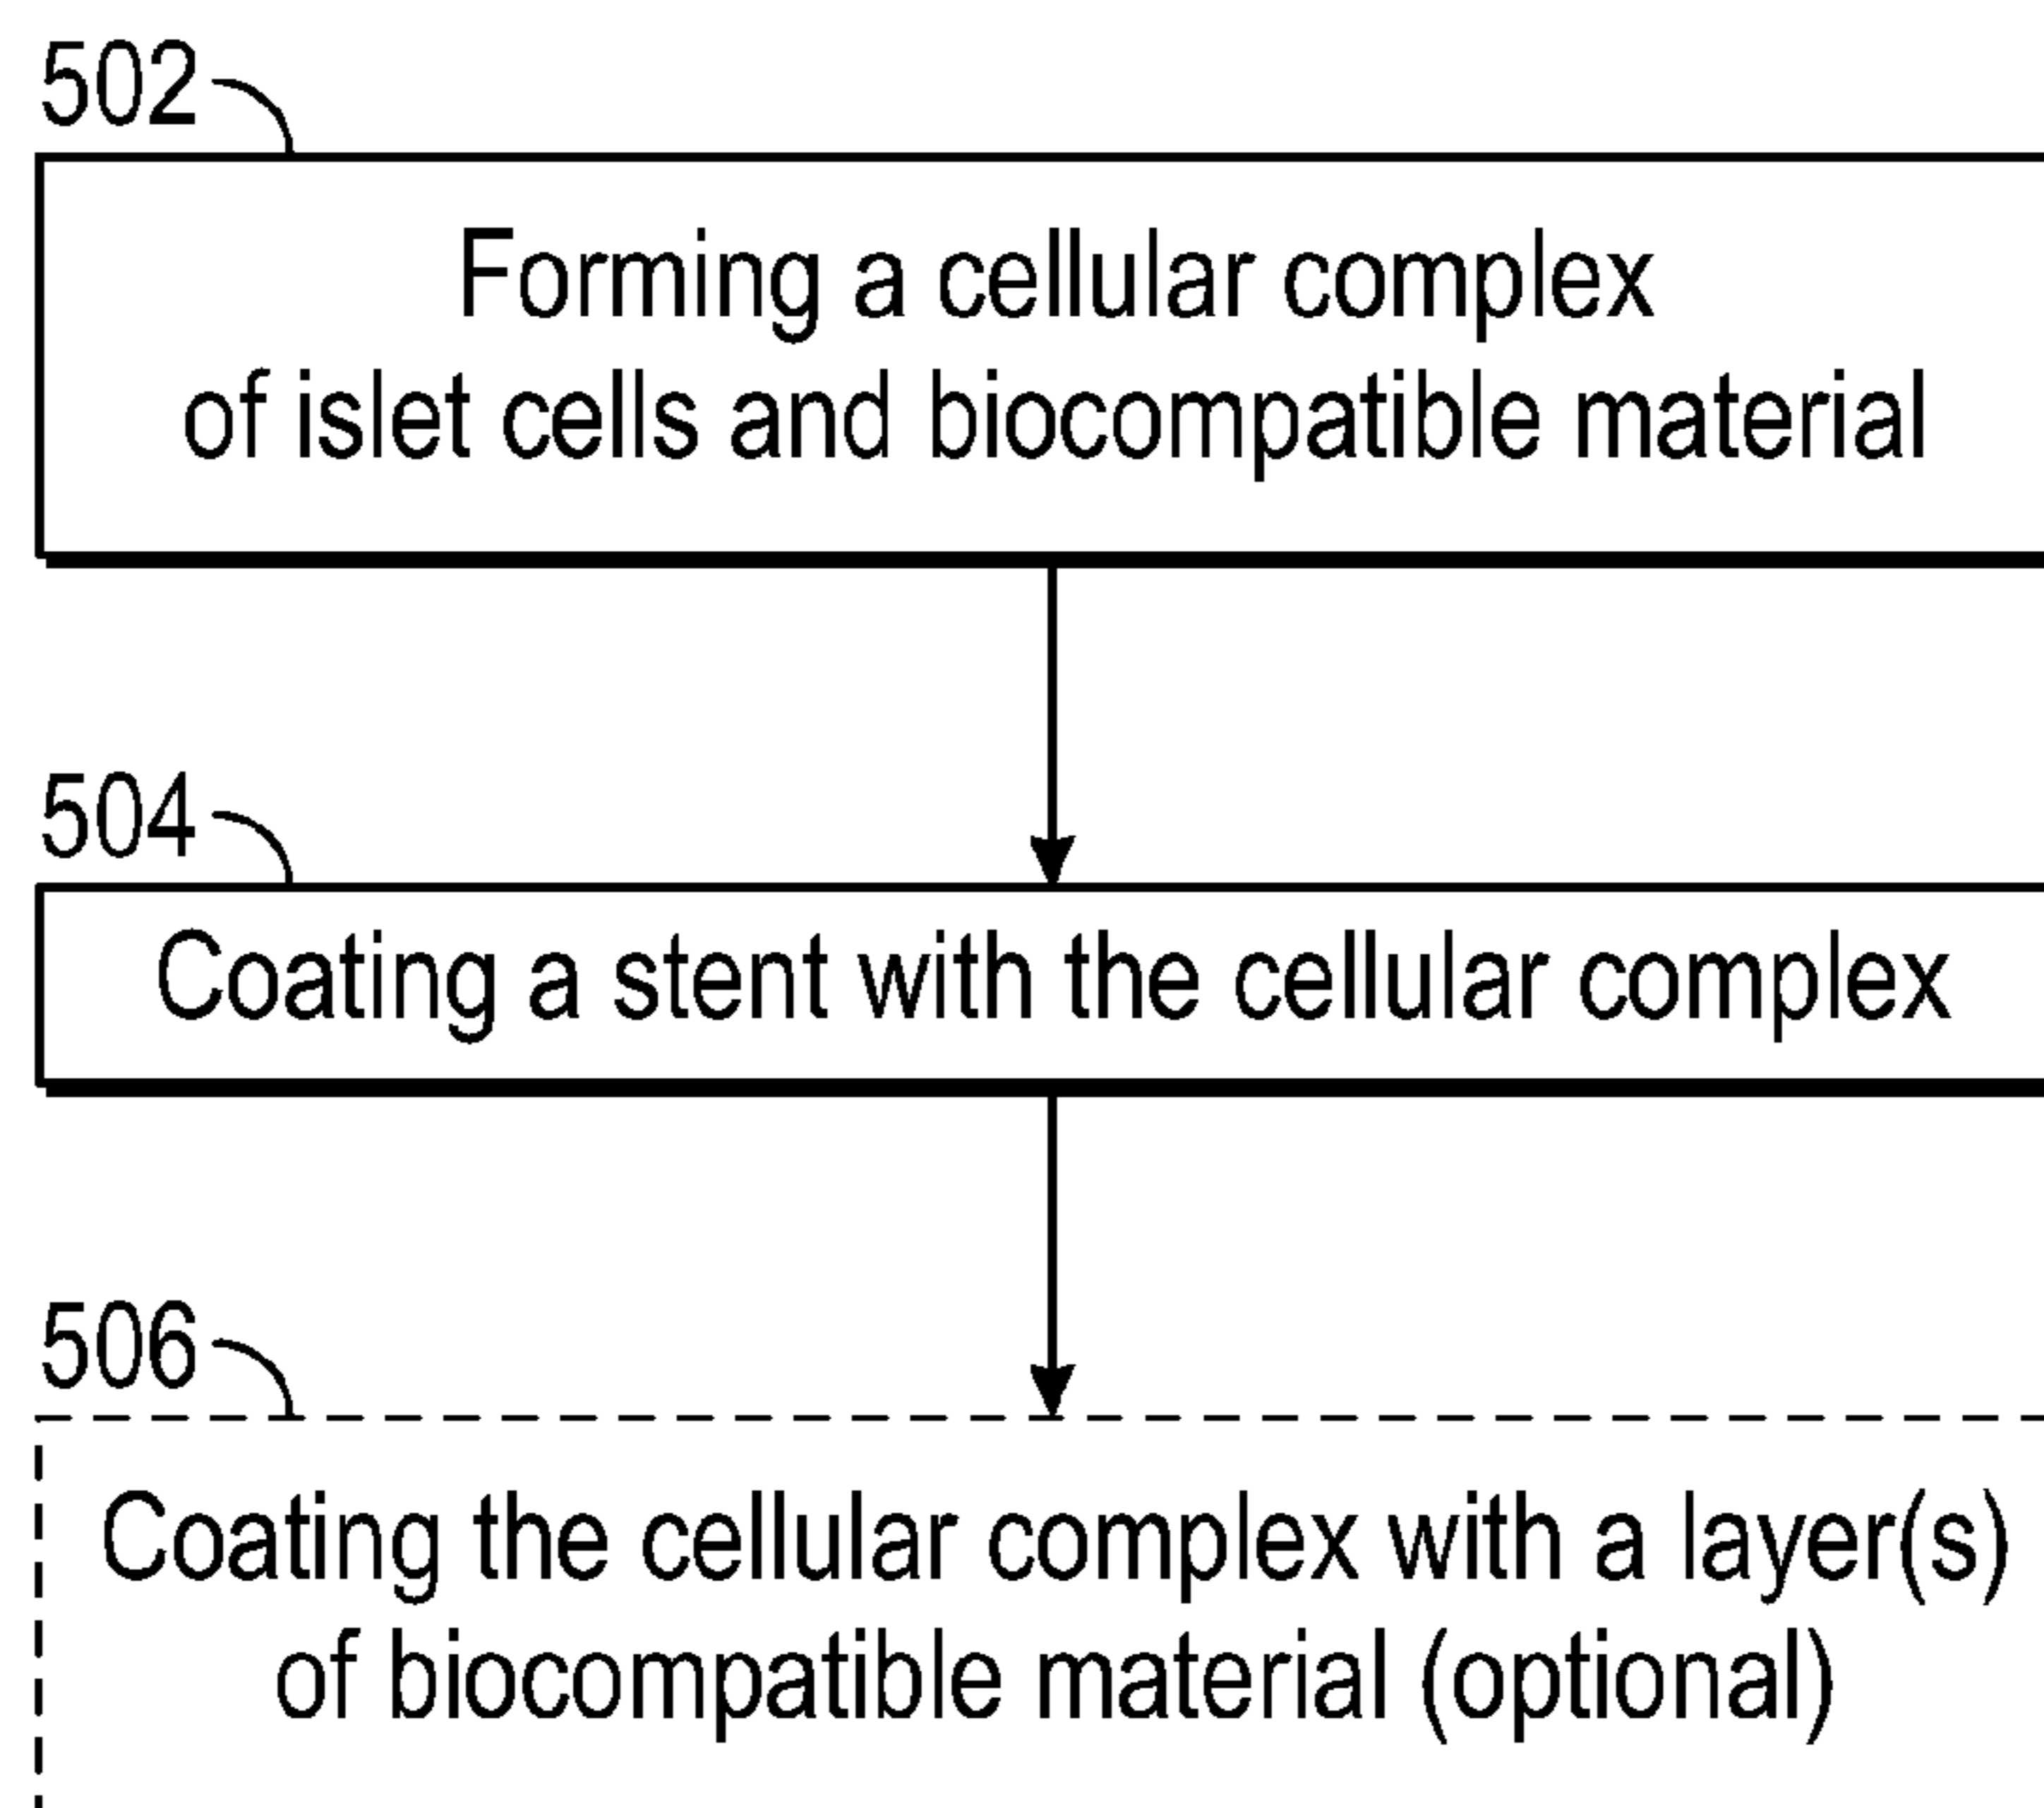 502
Forming a cellular complex
of islet cells and biocompatible material
504
Coating a stent with the cellular complex
506
Coating the cellular complex with a layer(s)
of biocompatible material (optional)